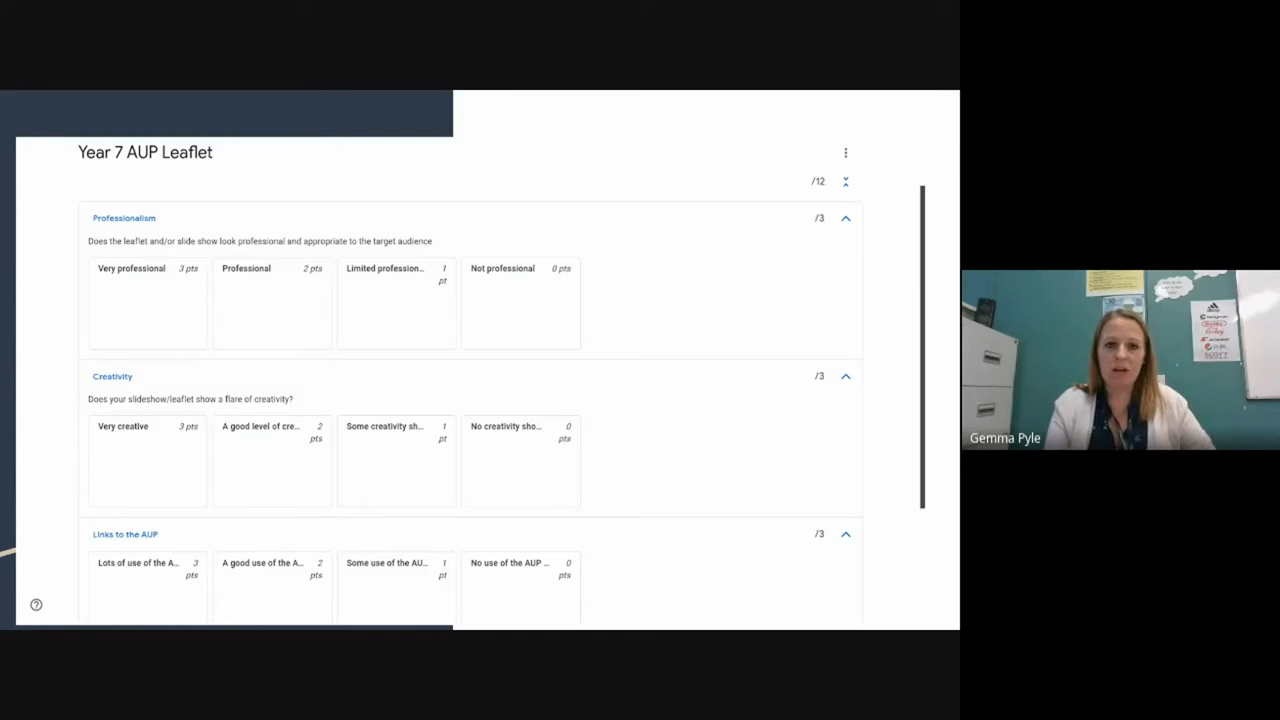 Year 7 AUP Leaflet
/12
Professionalism /3
Does the leaflet and/or slide show look professional and appropriate to the target audience
Very professional 3 pts
Professional 2 pts
Limited profession... 1 pt
Not professional 0 pts
Creativity /3
Does your slideshow/leaflet show a flare of creativity?
Very creative 3 pts
A good level of cre... 2 pts
Some creativity sh... 1 pt
No creativity sho... 0 pts
Links to the AUP /3
Lots of use of the A... 3 pts
A good use of the A... 2 pts
Some use of the AU... 1 pt
No use of the AUP ... 0 pts
Gemma Pyle
SCOTT